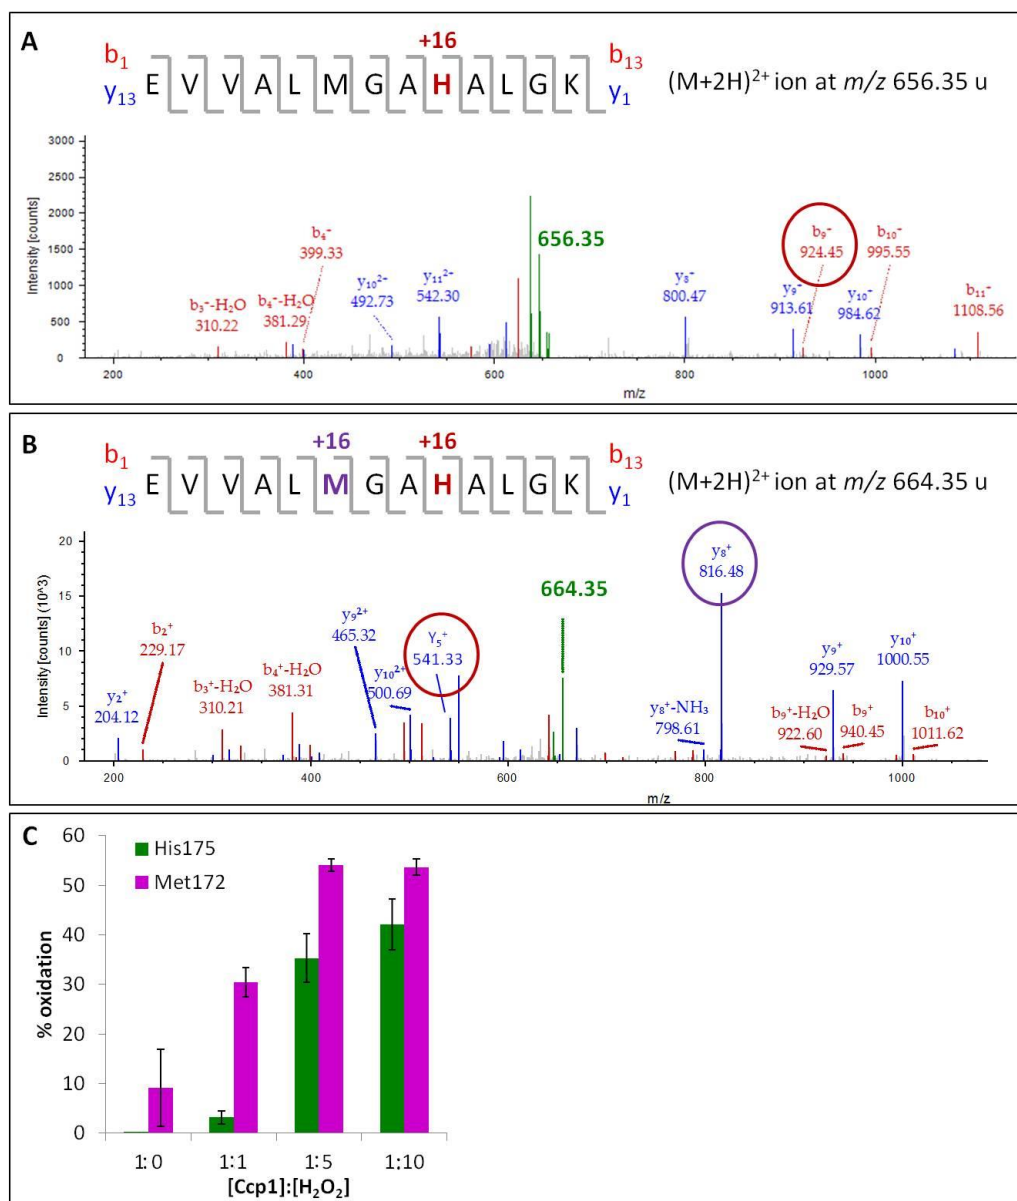 A
+16
b₁ b₁₃
y₁₃ E V V A L M G A H A L G K y₁
(M+2H)²⁺ ion at m/z 656.35 u
Intensity [counts]
3000
2500
2000
1500
1000
500
0
b₃⁻-H₂O
310.22
b₄⁻-H₂O
381.29
b₄⁻
399.33
y₁₀²⁻
492.73
y₁₁²⁻
542.30
656.35
y₈⁻
800.47
y₉⁻
913.61
b₉⁻
924.45
y₁₀⁻
984.62
b₁₀⁻
995.55
b₁₁⁻
1108.56
200 400 600 800 1000
m/z
B
+16 +16
b₁ b₁₃
y₁₃ E V V A L M G A H A L G K y₁
(M+2H)²⁺ ion at m/z 664.35 u
Intensity [counts] (10^3)
20
15
10
5
0
y₂⁺
204.12
b₂⁺
229.17
b₃⁺-H₂O
310.21
b₄⁺-H₂O
381.31
y₉²⁺
465.32
y₁₀²⁺
500.69
Y₅⁺
541.33
664.35
y₈⁺-NH₃
798.61
y₈⁺
816.48
b₉⁺-H₂O
922.60
y₉⁺
929.57
b₉⁺
940.45
y₁₀⁺
1000.55
b₁₀⁺
1011.62
200 400 600 800 1000
m/z
C
His175
Met172
% oxidation
60
50
40
30
20
10
0
1:0 1:1 1:5 1:10
[Ccp1]:[H₂O₂]